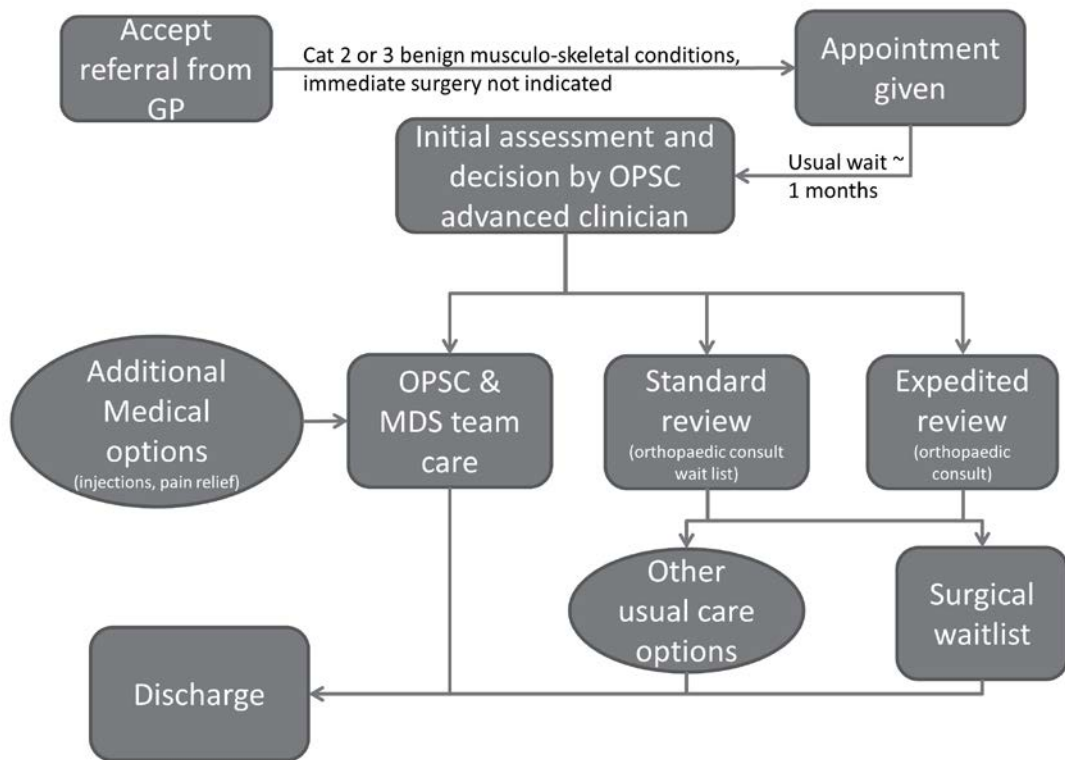 Accept
referral from
GP
Cat 2 or 3 benign musculo-skeletal conditions,
immediate surgery not indicated
Appointment
given
Initial assessment and
decision by OPSC
advanced clinician
Usual wait ~
1 months
Additional
Medical
options
(injections, pain relief)
OPSC &
MDS team
care
Standard
review
(orthopaedic consult
wait list)
Expedited
review
(orthopaedic
consult)
Other
usual care
options
Surgical
waitlist
Discharge